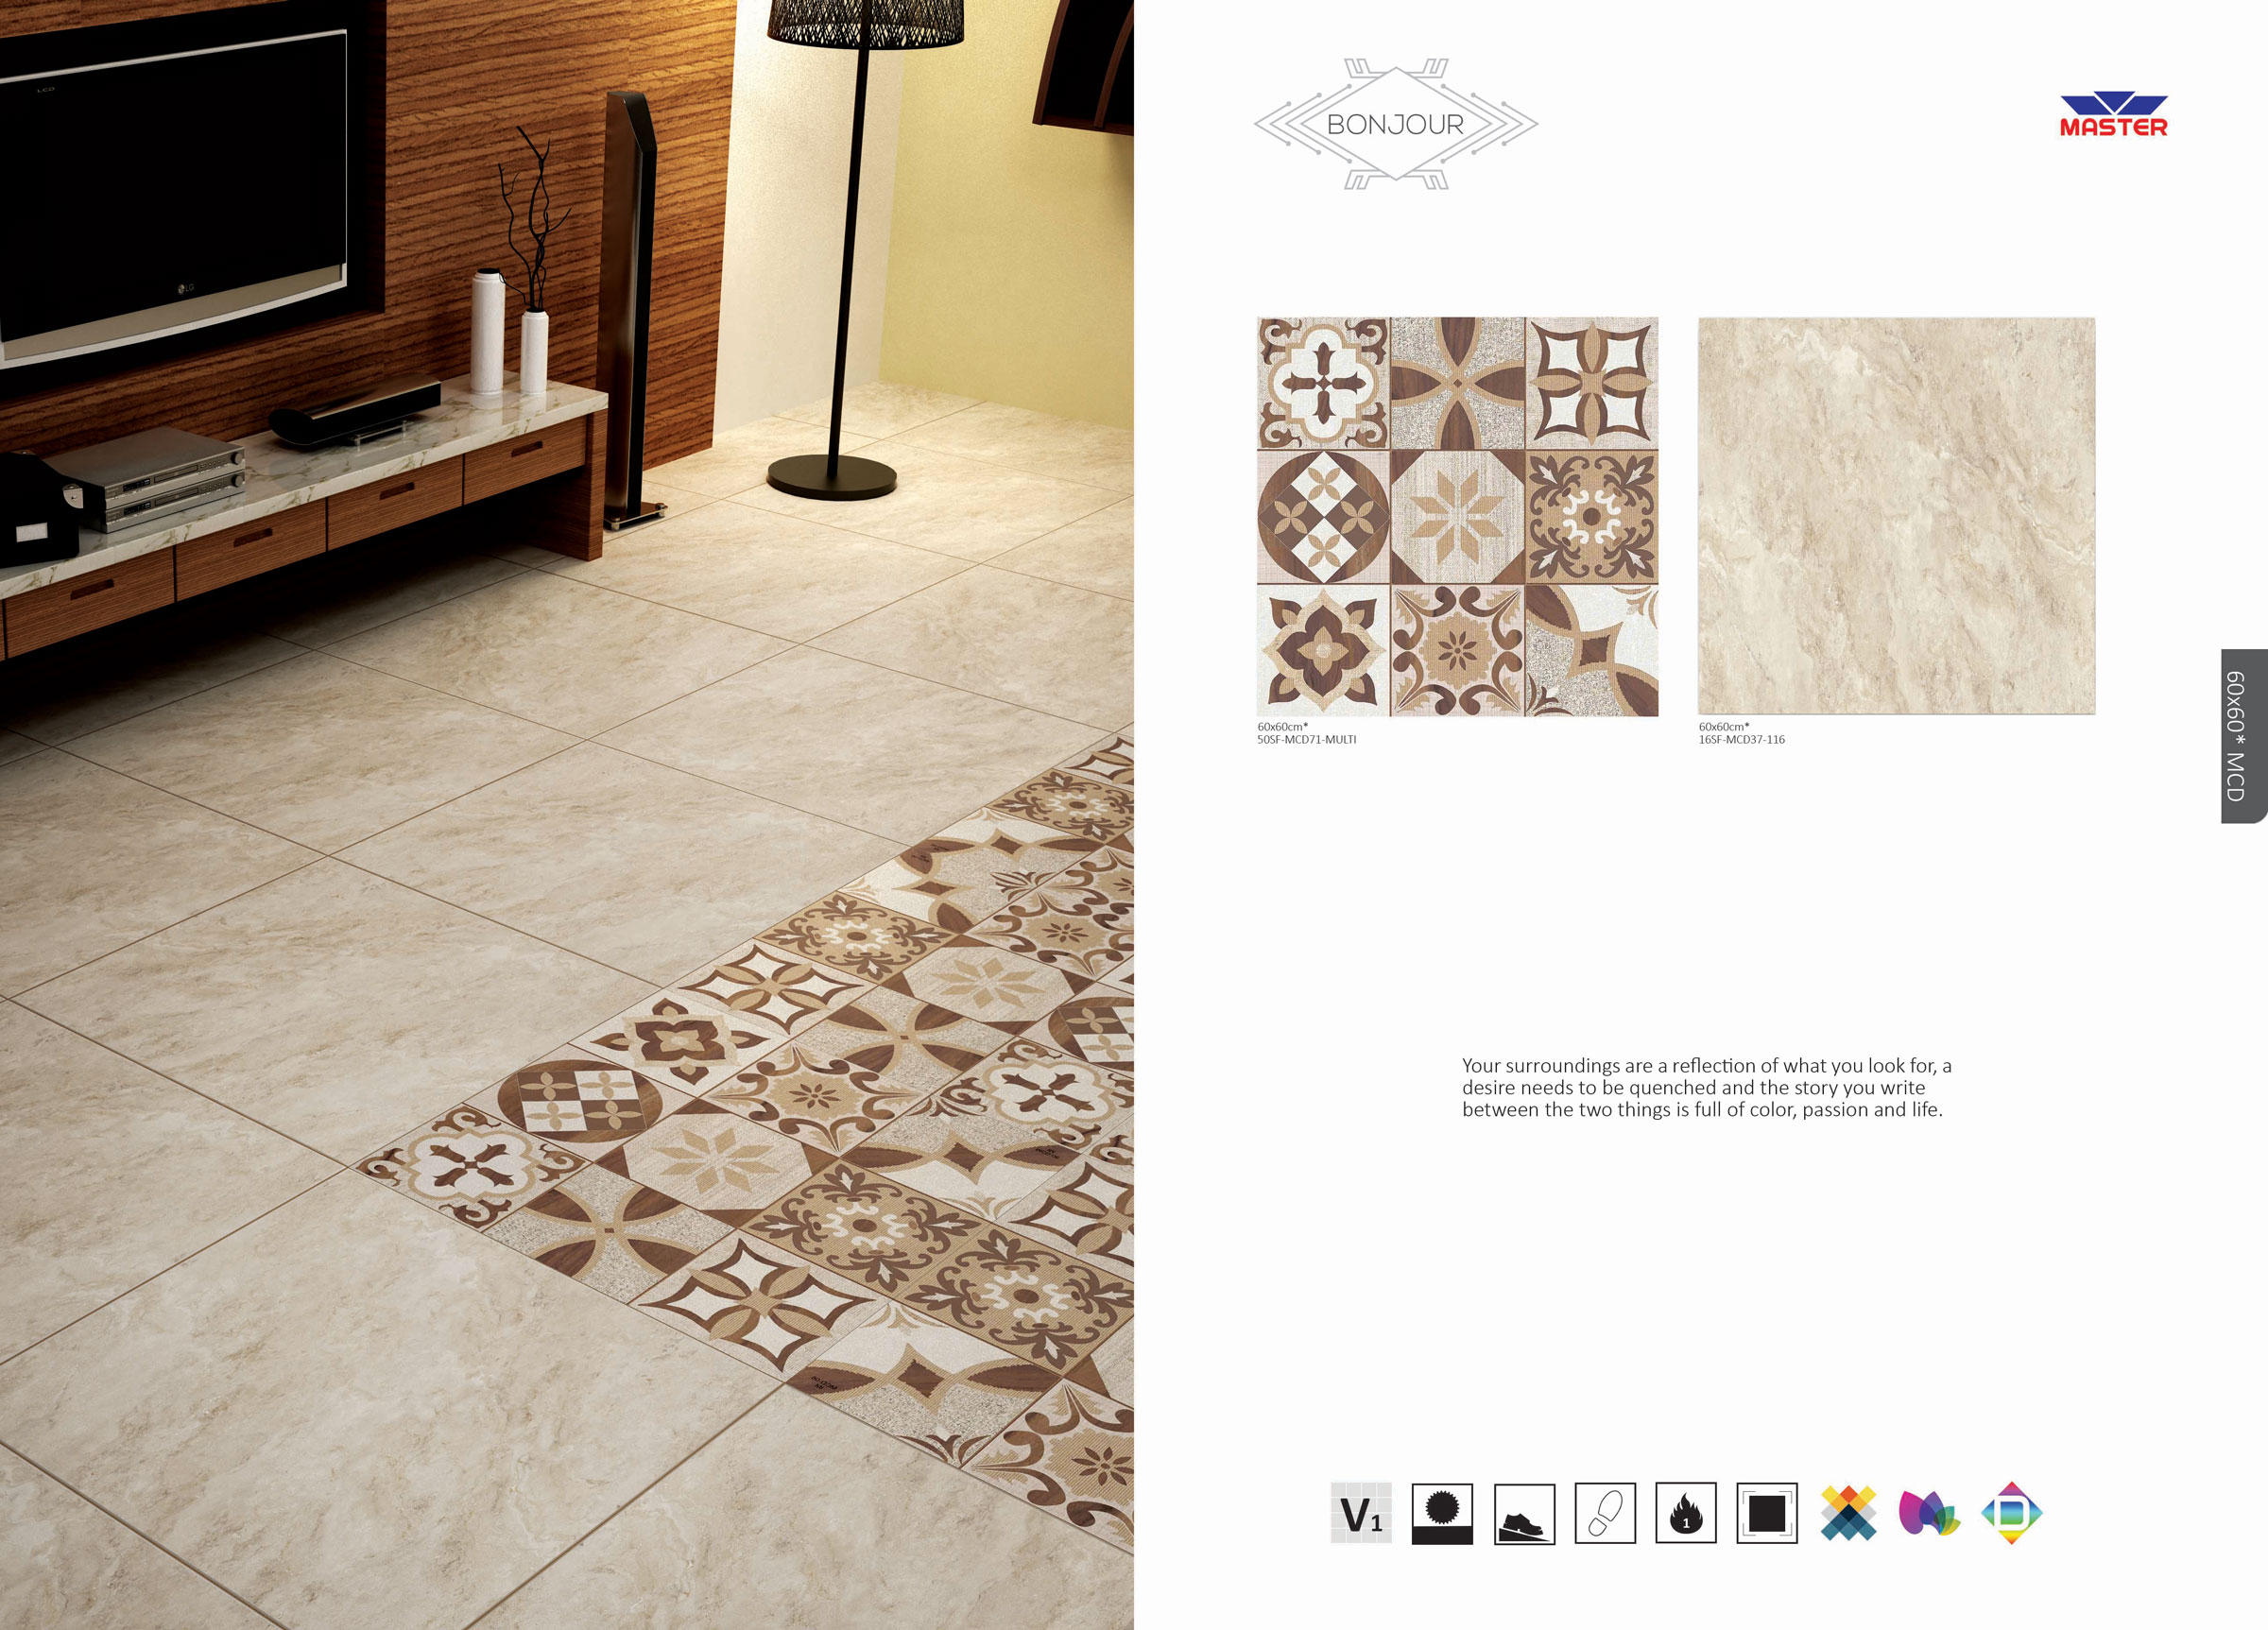 LG
BONJOUR
MASTER
60x60cm*
50SF-MCD71-MULTI
60x60cm*
16SF-MCD37-116
60x60* MCD
Your surroundings are a reflection of what you look for, a
desire needs to be quenched and the story you write
between the two things is full of color, passion and life.
V1
1
D